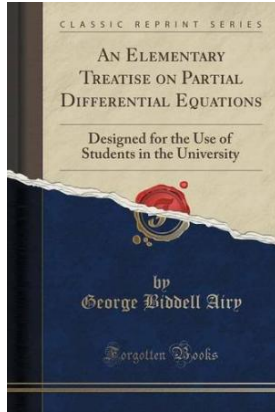 CLASSIC REPRINT SERIES
AN ELEMENTARY
TREATISE ON PARTIAL
DIFFERENTIAL EQUATIONS
Designed for the Use of
Students in the University
by
George Biddell Airy
Forgotten Books